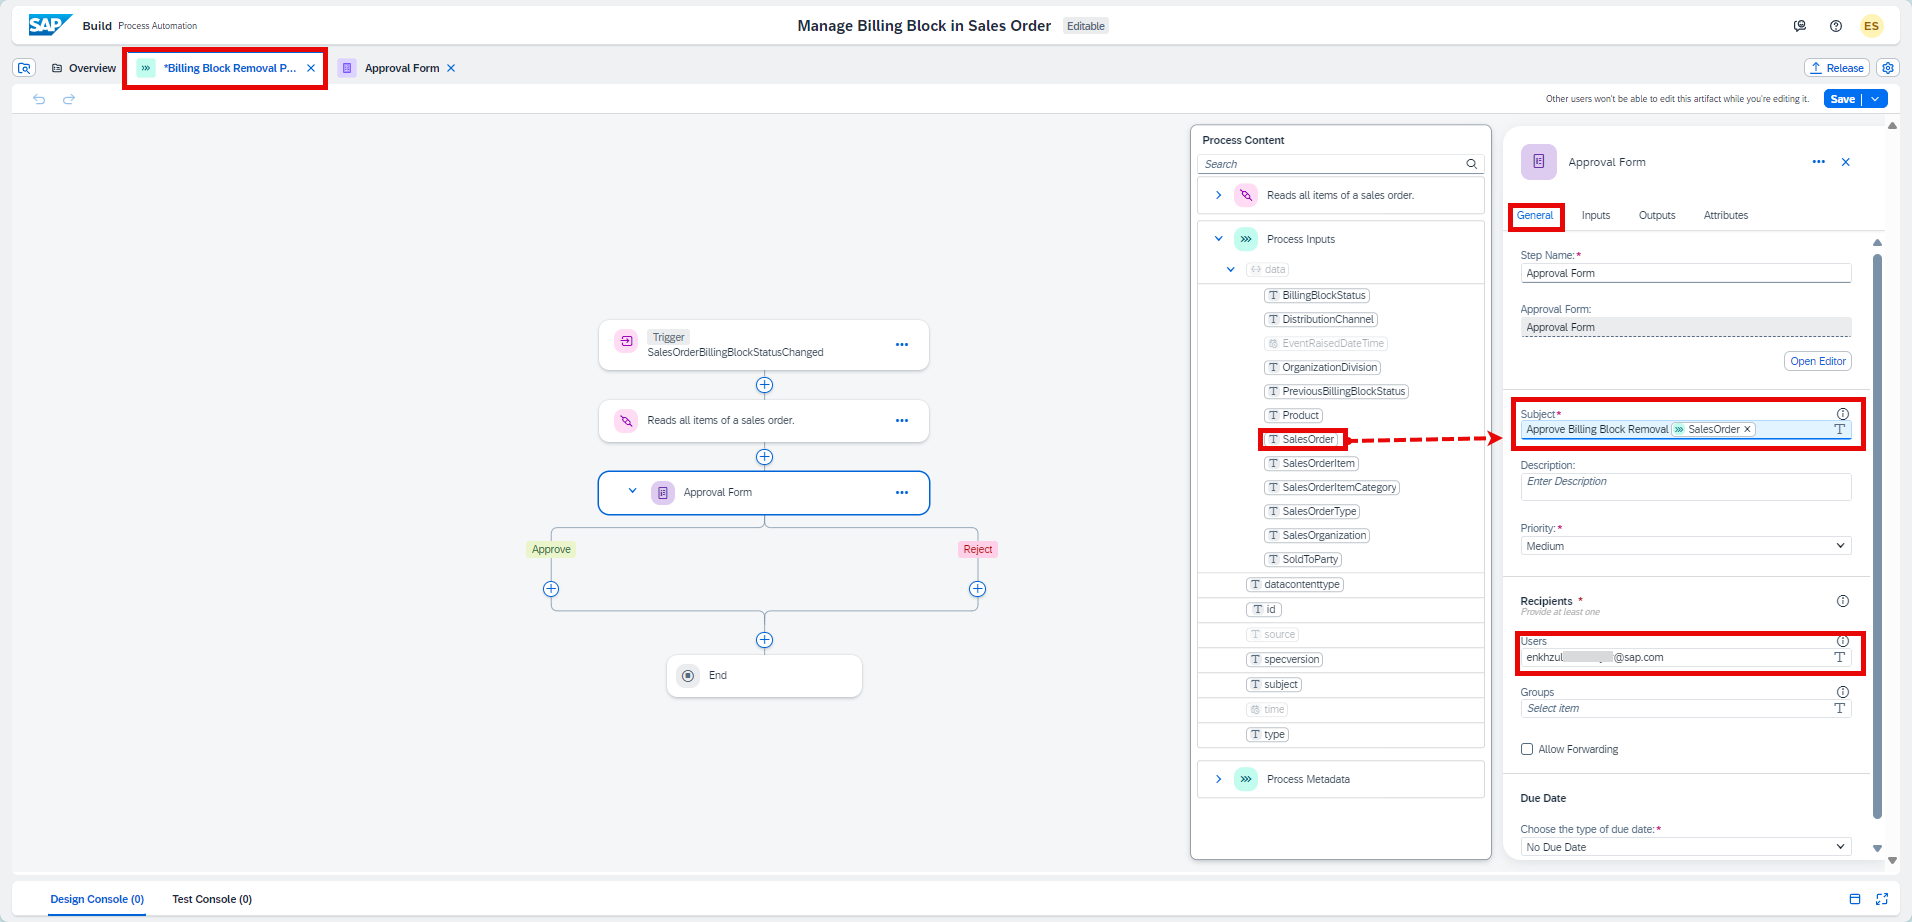 SAP Build Process Automation
Manage Billing Block in Sales Order Editable
ES
Overview
*Billing Block Removal P...
Approval Form
Release
Other users won't be able to edit this artifact while you're editing it.
Save
Trigger
SalesOrderBillingBlockStatusChanged
Reads all items of a sales order.
Approval Form
Approve
Reject
End
Process Content
Search
Reads all items of a sales order.
Process Inputs
data
BillingBlockStatus
DistributionChannel
EventRaisedDateTime
OrganizationDivision
PreviousBillingBlockStatus
Product
SalesOrder
SalesOrderItem
SalesOrderItemCategory
SalesOrderType
SalesOrganization
SoldToParty
datacontenttype
id
source
specversion
subject
time
type
Process Metadata
Approval Form
General Inputs Outputs Attributes
Step Name:*
Approval Form
Approval Form:
Approval Form
Open Editor
Subject*
Approve Billing Block Removal SalesOrder
Description:
Enter Description
Priority:*
Medium
Recipients *
Provide at least one
Users
enkhzul @sap.com
Groups
Select item
Allow Forwarding
Due Date
Choose the type of due date:*
No Due Date
Design Console (0) Test Console (0)